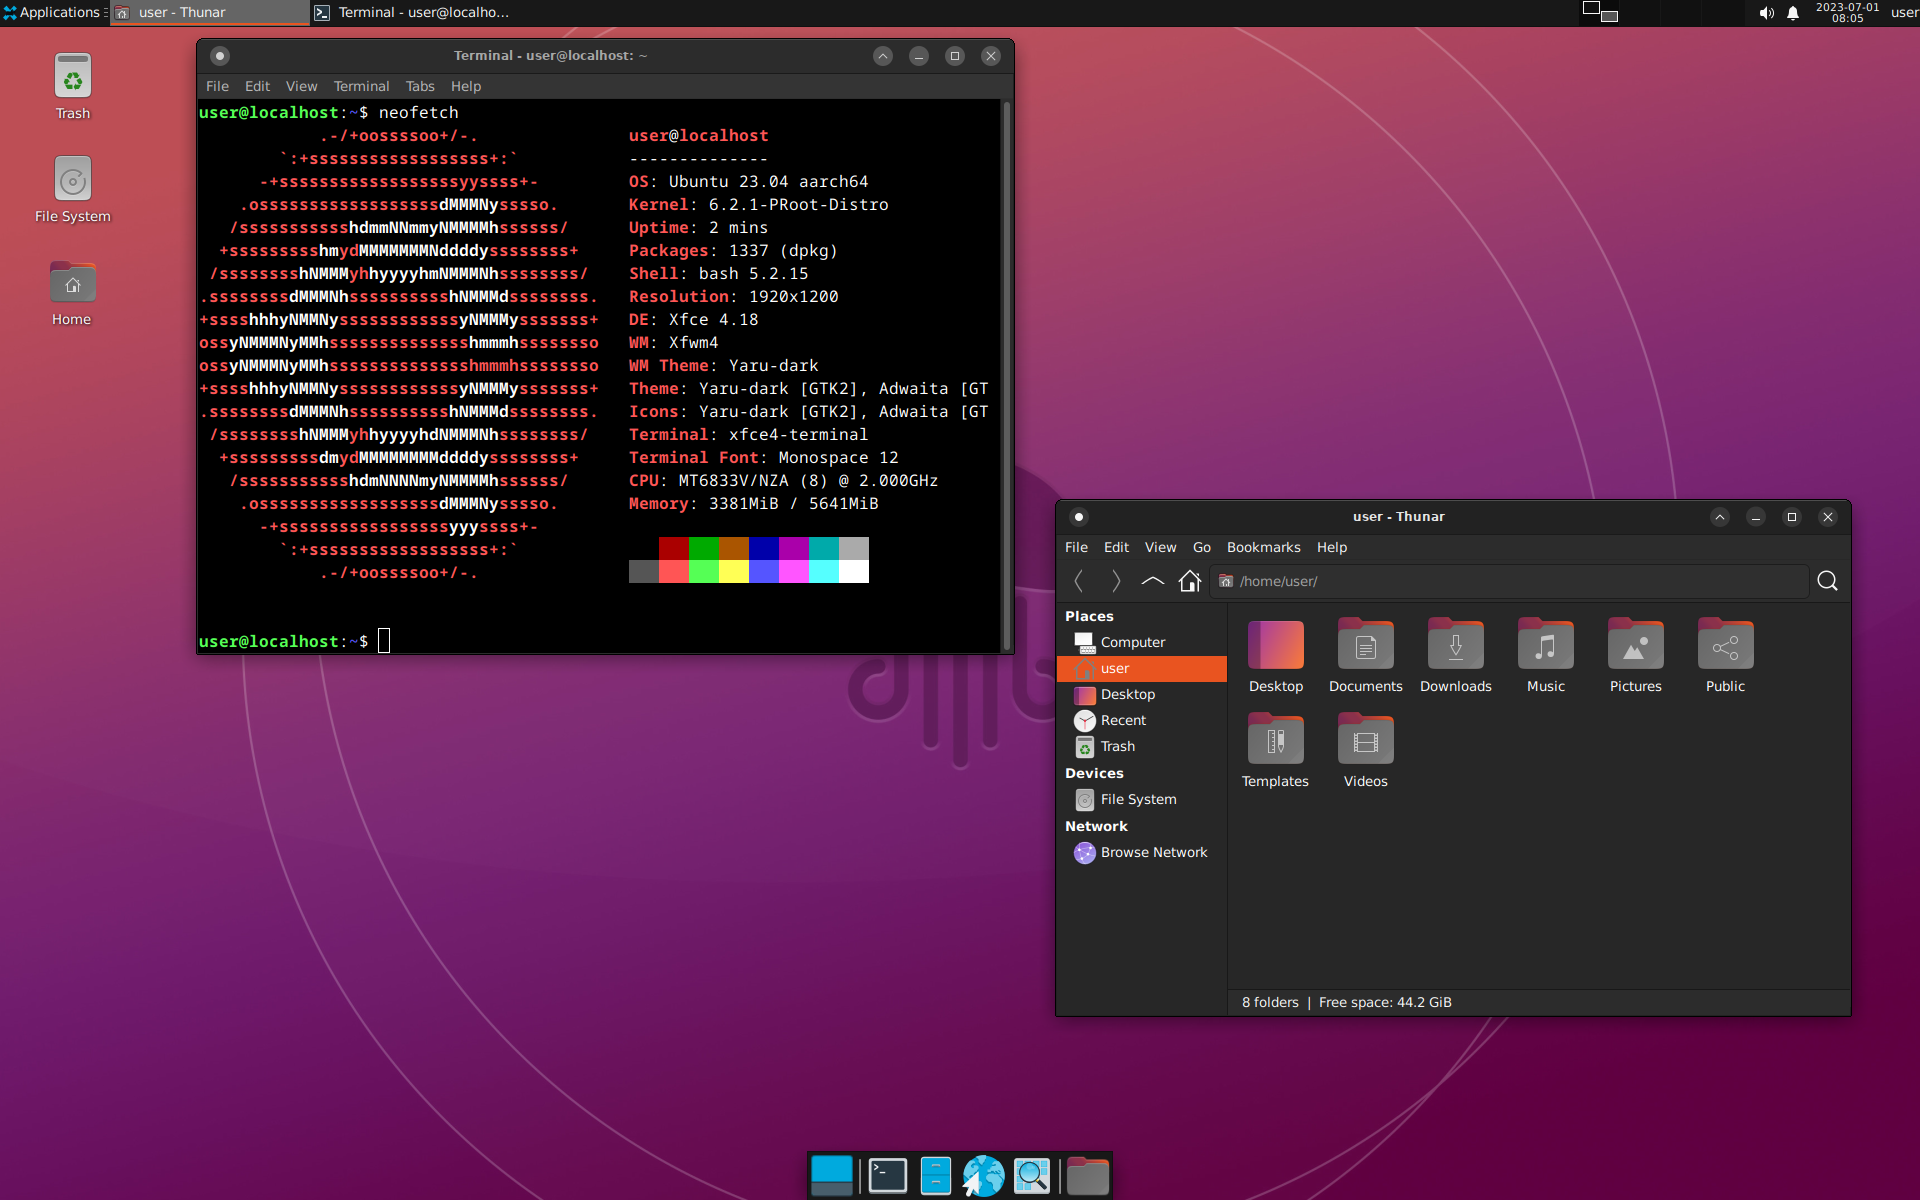 Applications
user - Thunar
Terminal - user@localho...
2023-07-01
08:05
user
Trash
File System
Home
Terminal - user@localhost: ~
File Edit View Terminal Tabs Help
user@localhost:~$ neofetch
.-/+oossssoo+/-. user@localhost
`:+ssssssssssssssssss+:` --------------
-+ssssssssssssssssssyyssss+- OS: Ubuntu 23.04 aarch64
.ossssssssssssssssssdMMMNysssso. Kernel: 6.2.1-PRoot-Distro
/ssssssssssshdmmNNmmyNMMMMhssssss/ Uptime: 2 mins
+ssssssssshmydMMMMMMMNddddyssssssss+ Packages: 1337 (dpkg)
/sssssssshNMMMyhhyyyyhmNMMMNhssssssss/ Shell: bash 5.2.15
.ssssssssdMMMNhsssssssssshNMMMdssssssss. Resolution: 1920x1200
+sssshhhyNMMNyssssssssssssyNMMMysssssss+ DE: Xfce 4.18
ossyNMMMNyMMhsssssssssssssshmmmhssssssso WM: Xfwm4
ossyNMMMNyMMhsssssssssssssshmmmhssssssso WM Theme: Yaru-dark
+sssshhhyNMMNyssssssssssssyNMMMysssssss+ Theme: Yaru-dark [GTK2], Adwaita [GT
.ssssssssdMMMNhsssssssssshNMMMdssssssss. Icons: Yaru-dark [GTK2], Adwaita [GT
/sssssssshNMMMyhhyyyyhdNMMMNhssssssss/ Terminal: xfce4-terminal
+sssssssssdmydMMMMMMMMddddyssssssss+ Terminal Font: Monospace 12
/ssssssssssshdmNNNNmyNMMMMhssssss/ CPU: MT6833V/NZA (8) @ 2.000GHz
.ossssssssssssssssssdMMMNysssso. Memory: 3381MiB / 5641MiB
-+sssssssssssssssssyyyssss+-
`:+ssssssssssssssssss+:`
.-/+oossssoo+/-.
user@localhost:~$
user - Thunar
File Edit View Go Bookmarks Help
/home/user/
Places
Computer
user
Desktop
Recent
Trash
Devices
File System
Network
Browse Network
Desktop Documents Downloads Music Pictures Public
Templates Videos
8 folders | Free space: 44.2 GiB